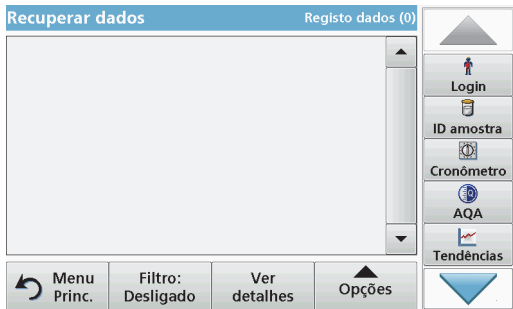 Recuperar dados
Registo dados (0)
Login
ID amostra
Cronômetro
AQA
Tendências
Menu
Princ.
Filtro:
Desligado
Ver
detalhes
Opções